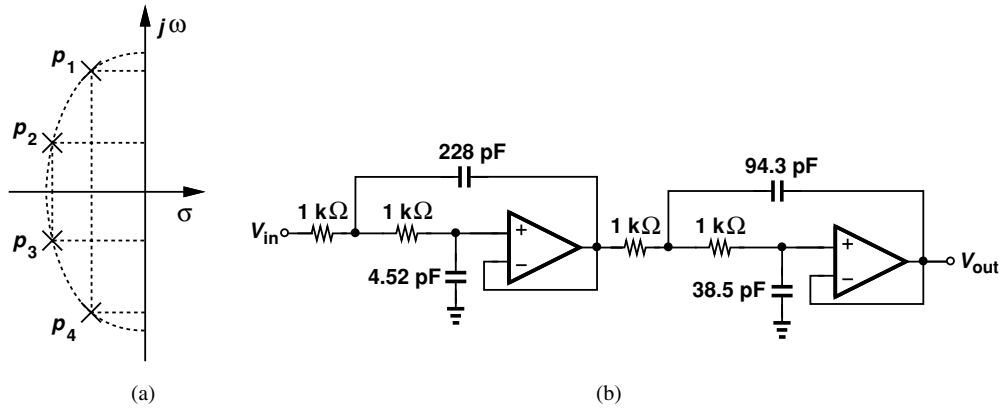 jω
p1
p2
σ
p3
p4
(a)
228 pF
94.3 pF
1 kΩ
1 kΩ
1 kΩ
1 kΩ
Vin
+
−
+
−
Vout
4.52 pF
38.5 pF
(b)